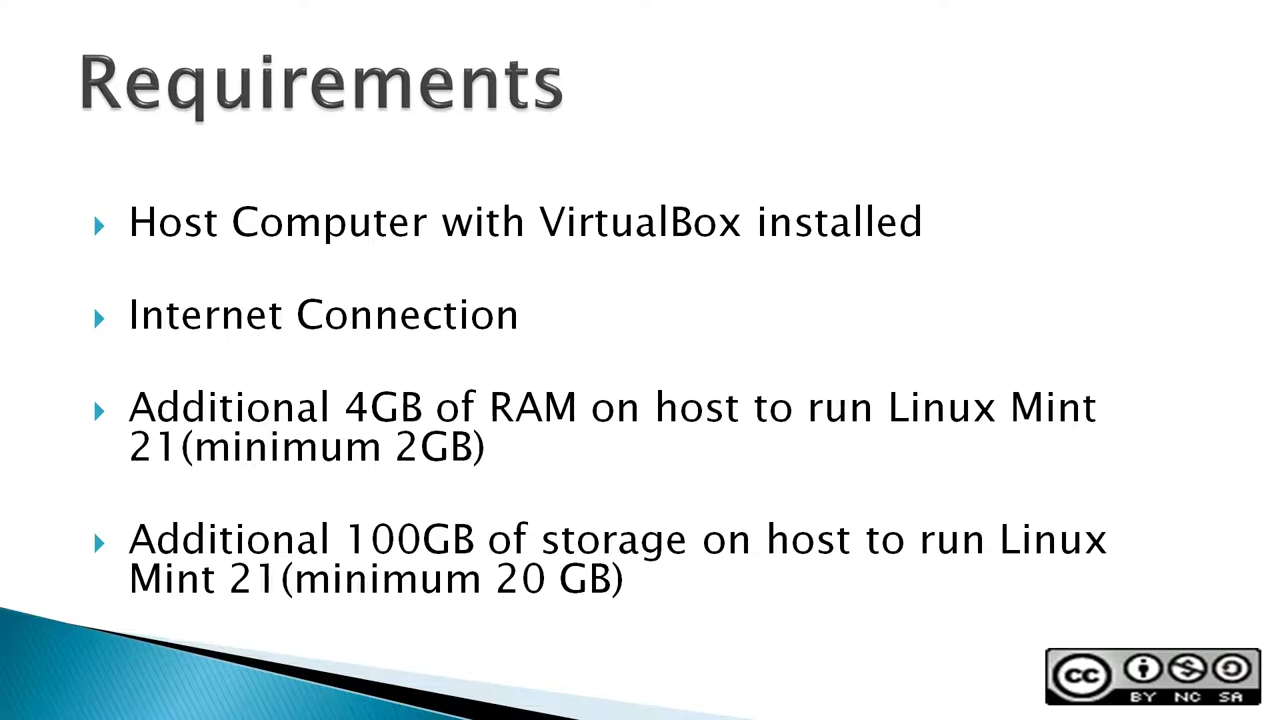 Requirements
Host Computer with VirtualBox installed
Internet Connection
Additional 4GB of RAM on host to run Linux Mint
21(minimum 2GB)
Additional 100GB of storage on host to run Linux
Mint 21(minimum 20 GB)
cc
BY NC SA